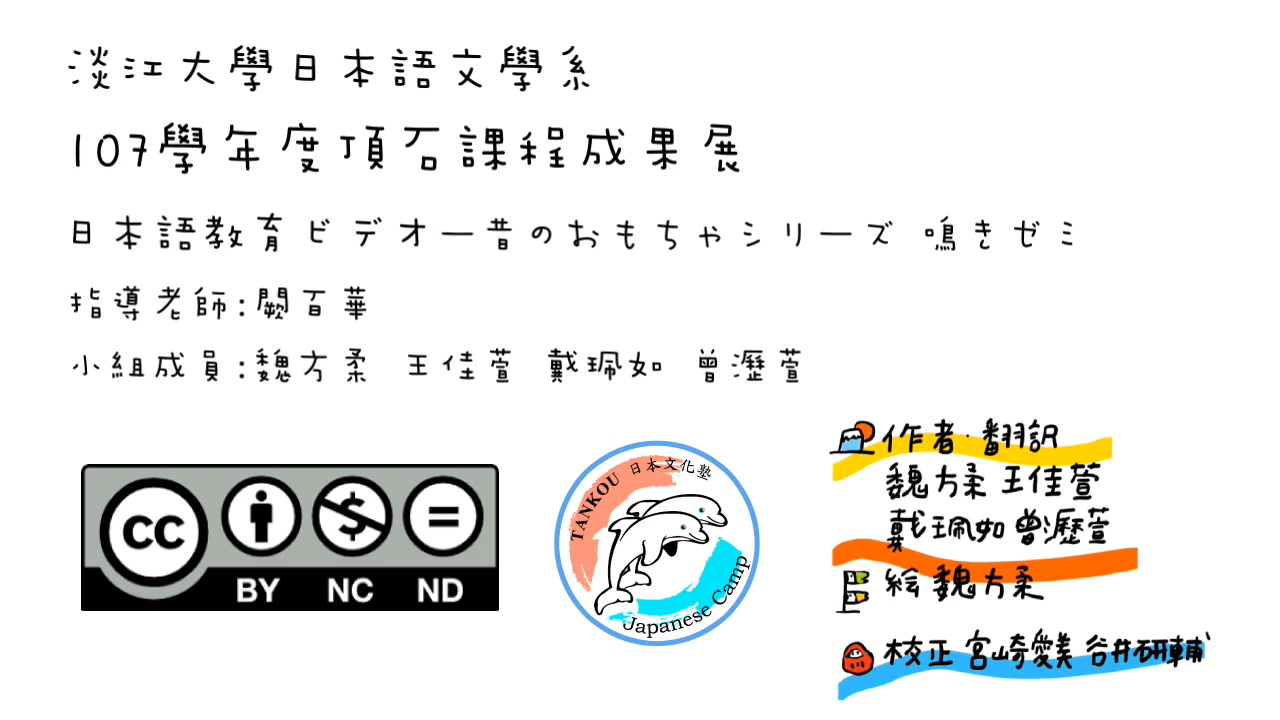 淡江大學日本語文學系
107學年度頂石課程成果展
日本語教育ビデオー昔のおもちゃシリーズ 鳴きゼミ
指導老師:闕百華
小組成員:魏方柔 王佳萱 戴珮如 曾瀝萱
CC BY NC ND
TANKOU 日本文化塾
Japanese Camp
作者·翻訳
魏方柔 王佳萱
戴珮如 曾瀝萱
絵 魏方柔
校正 宮崎愛美 谷井研輔